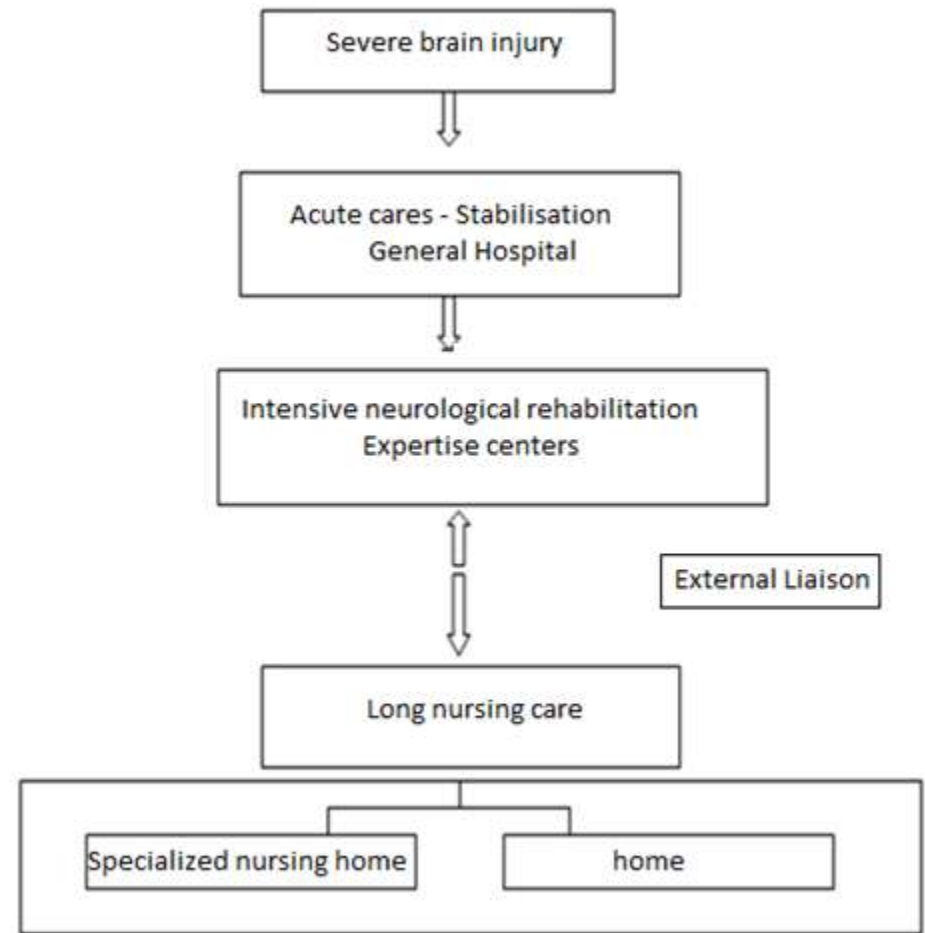 Severe brain injury
Acute cares - Stabilisation
General Hospital
Intensive neurological rehabilitation
Expertise centers
External Liaison
Long nursing care
Specialized nursing home
home